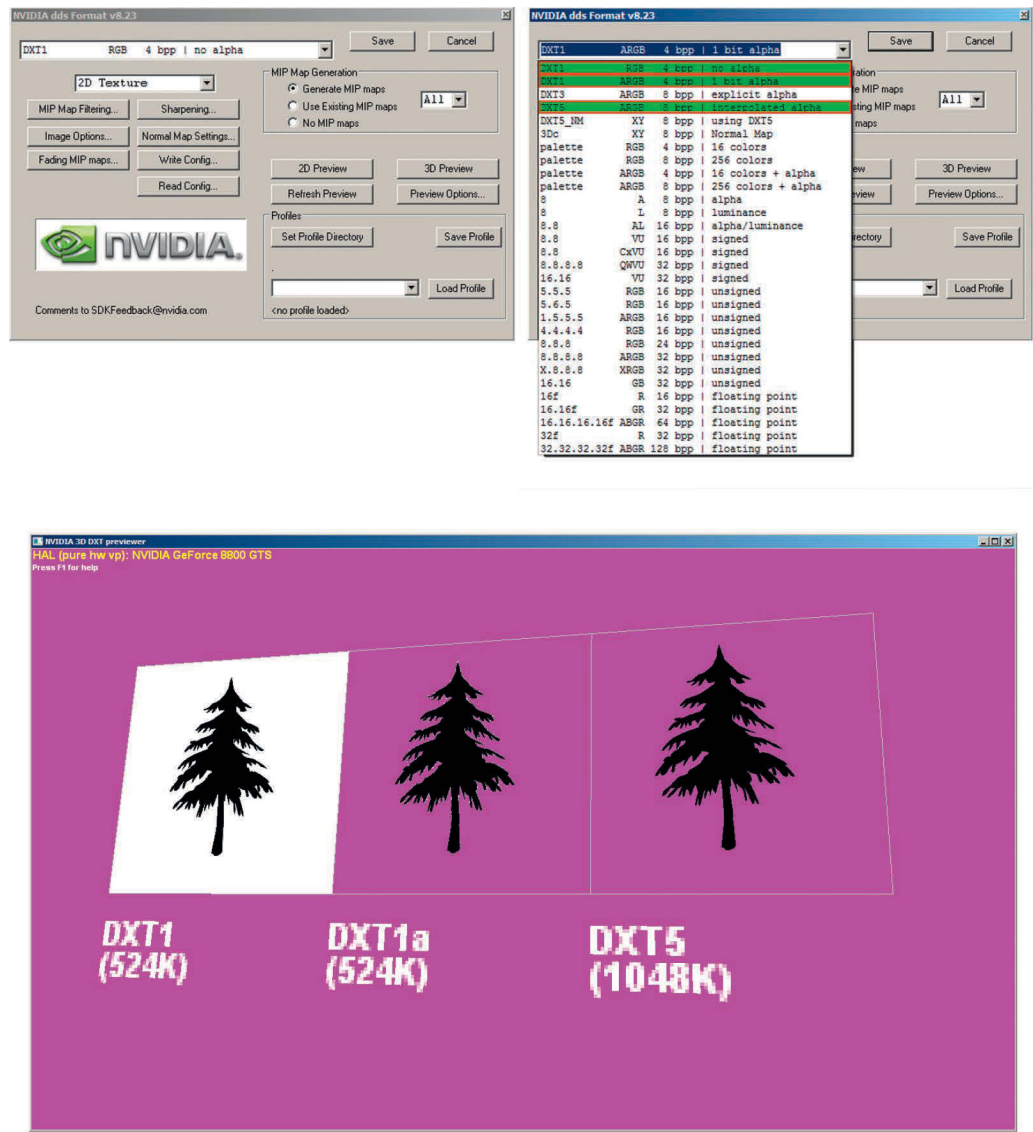 NVIDIA dds Format v8.23
DXT1 RGB 4 bpp | no alpha
Save
Cancel
2D Texture
MIP Map Generation
Generate MIP maps
Use Existing MIP maps
No MIP maps
All
MIP Map Filtering...
Sharpening...
Image Options...
Normal Map Settings...
Fading MIP maps...
Write Config...
Read Config...
2D Preview
3D Preview
Refresh Preview
Preview Options...
Profiles
Set Profile Directory
Save Profile
.
Load Profile
<no profile loaded>
NVIDIA.
Comments to SDKFeedback@nvidia.com
NVIDIA dds Format v8.23
DXT1 ARGB 4 bpp | 1 bit alpha
Save
Cancel
DXT1 RGB 4 bpp | no alpha
DXT1 ARGB 4 bpp | 1 bit alpha
DXT3 ARGB 8 bpp | explicit alpha
DXT5 ARGB 8 bpp | interpolated alpha
DXT5_NM XY 8 bpp | using DXT5
3Dc XY 8 bpp | Normal Map
palette RGB 4 bpp | 16 colors
palette RGB 8 bpp | 256 colors
palette ARGB 4 bpp | 16 colors + alpha
palette ARGB 8 bpp | 256 colors + alpha
8 A 8 bpp | alpha
8 L 8 bpp | luminance
8.8 AL 16 bpp | alpha/luminance
8.8 VU 16 bpp | signed
8.8 CxVU 16 bpp | signed
8.8.8.8 QWVU 32 bpp | signed
16.16 VU 32 bpp | signed
5.5.5 RGB 16 bpp | unsigned
5.6.5 RGB 16 bpp | unsigned
1.5.5.5 ARGB 16 bpp | unsigned
4.4.4.4 RGB 16 bpp | unsigned
8.8.8 RGB 24 bpp | unsigned
8.8.8.8 ARGB 32 bpp | unsigned
X.8.8.8 XRGB 32 bpp | unsigned
16.16 GB 32 bpp | unsigned
16f R 16 bpp | floating point
16.16f GR 32 bpp | floating point
16.16.16.16f ABGR 64 bpp | floating point
32f R 32 bpp | floating point
32.32.32.32f ABGR 128 bpp | floating point
ration
e MIP maps
sting MIP maps
maps
All
ew
3D Preview
eview
Preview Options...
rectory
Save Profile
Load Profile
NVIDIA 3D DXT previewer
HAL (pure hw vp): NVIDIA GeForce 8800 GTS
Press F1 for help
DXT1
(524K)
DXT1a
(524K)
DXT5
(1048K)